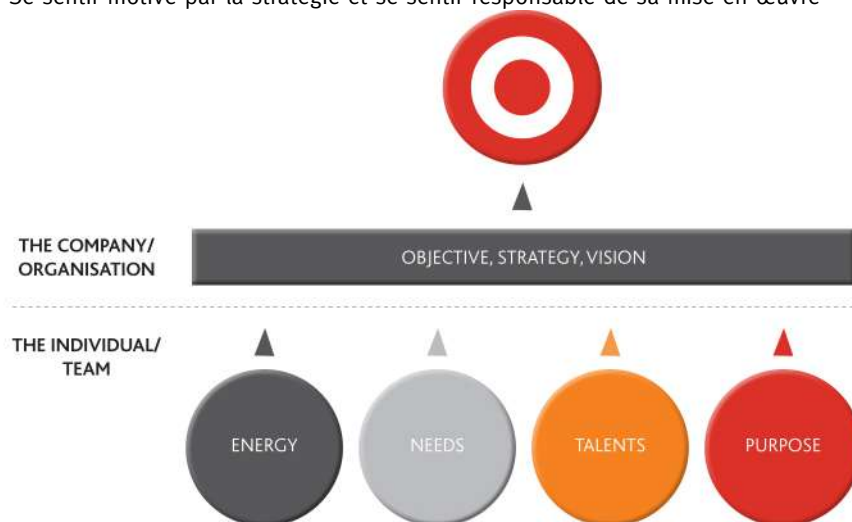 Se sentir motivé par la stratégie et se sentir responsable de sa mise en œuvre
THE COMPANY/
ORGANISATION
OBJECTIVE, STRATEGY, VISION
THE INDIVIDUAL/
TEAM
ENERGY
NEEDS
TALENTS
PURPOSE